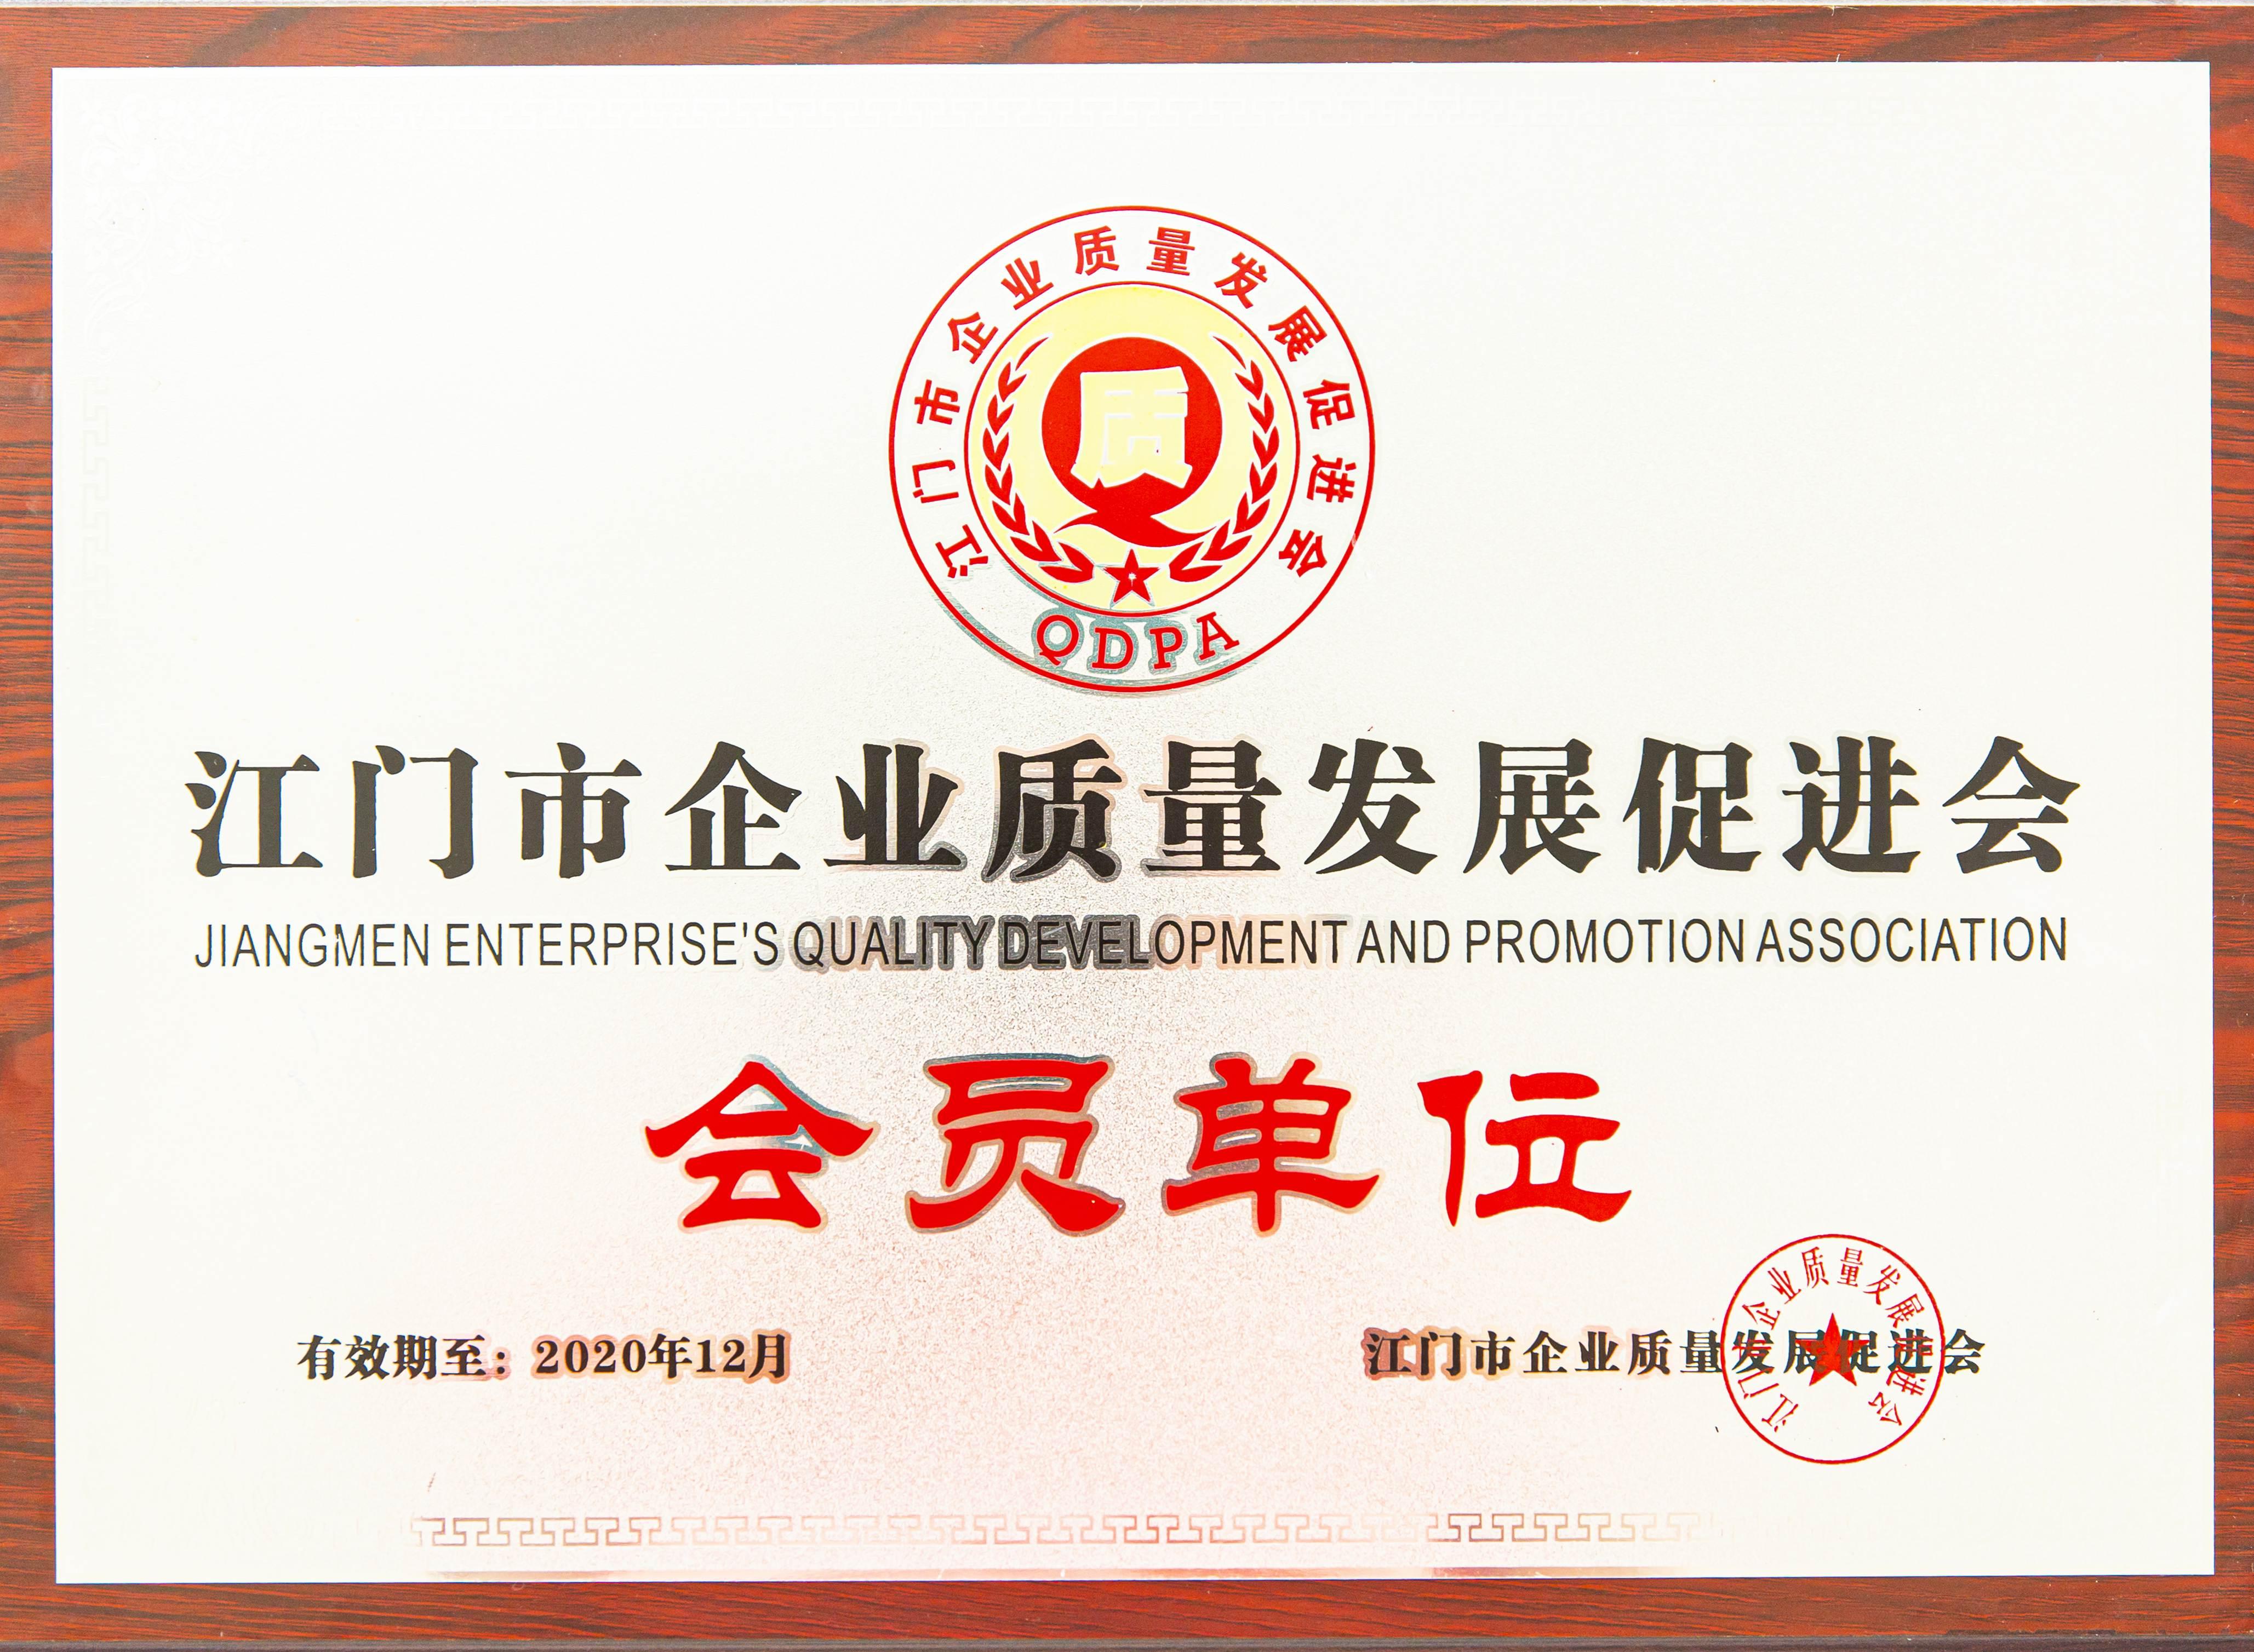 江门市企业质量发展促进会
质
QDPA
江门市企业质量发展促进会
JIANGMEN ENTERPRISE'S QUALITY DEVELOPMENT AND PROMOTION ASSOCIATION
会员单位
有效期至：2020年12月
江门市企业质量发展促进会
江门市企业质量发展促进会